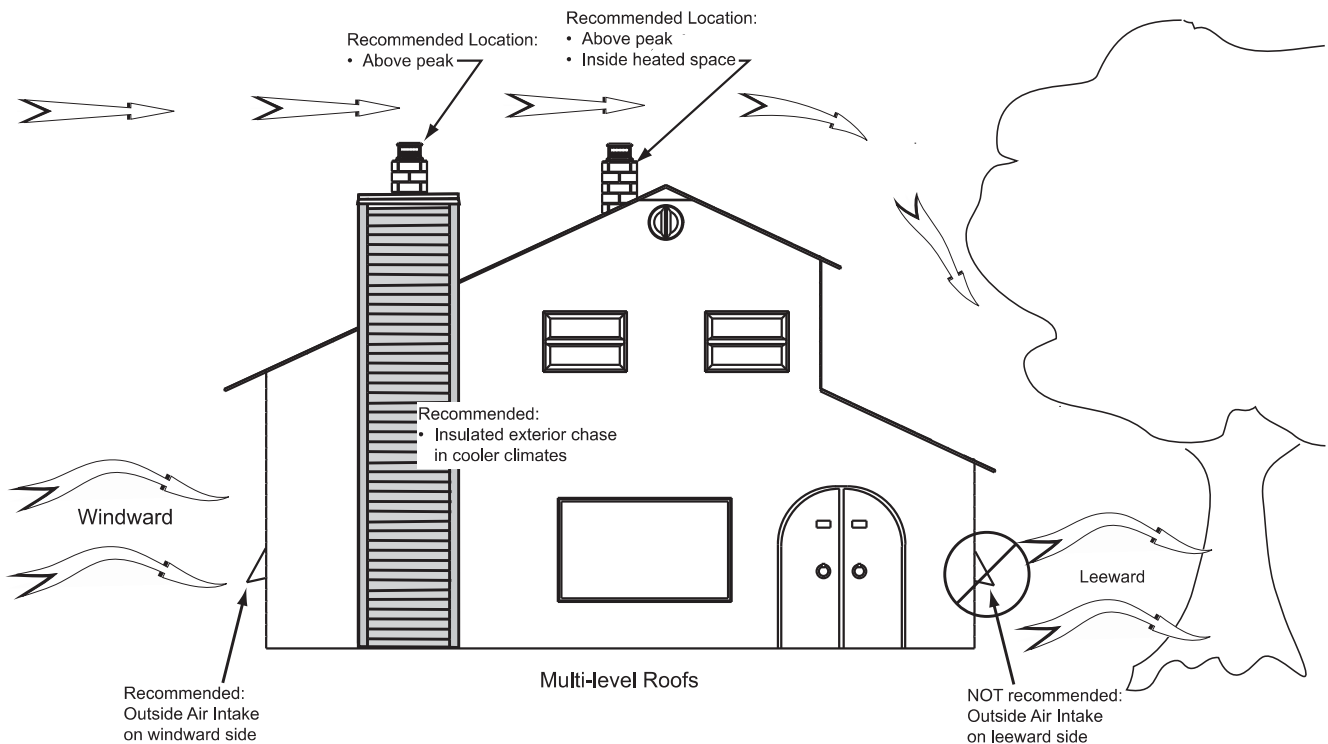 Recommended Location:
• Above peak
Recommended Location:
• Above peak
• Inside heated space
Recommended:
• Insulated exterior chase
in cooler climates
Windward
Leeward
Multi-level Roofs
Recommended:
Outside Air Intake
on windward side
NOT recommended:
Outside Air Intake
on leeward side